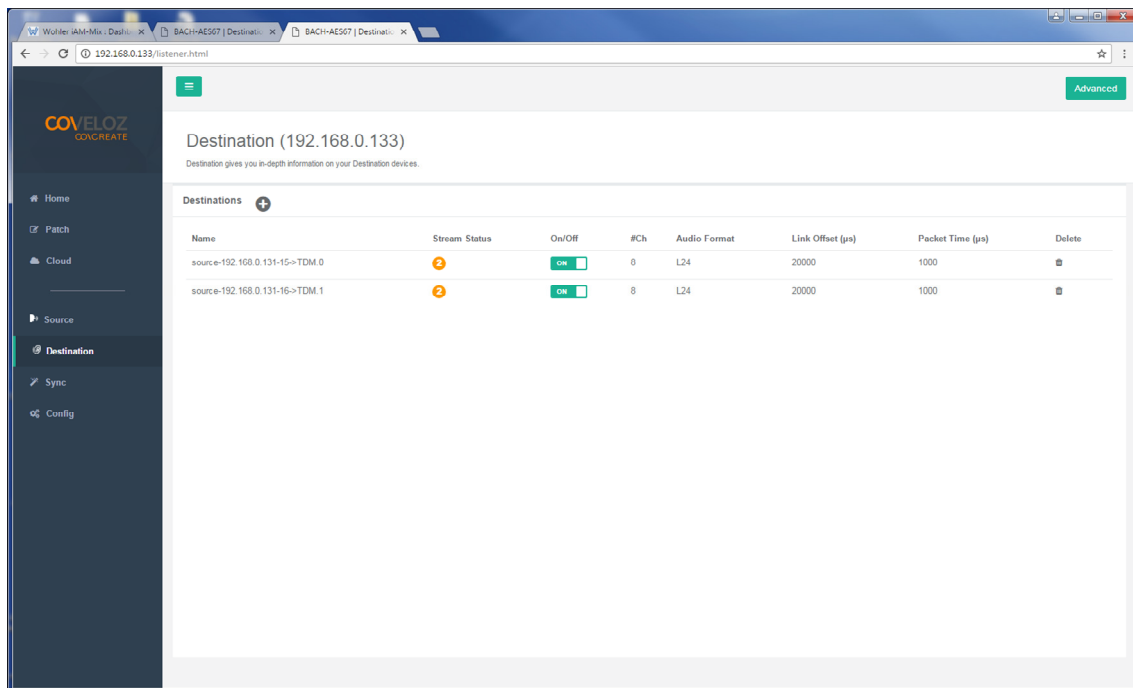 Wohler iAM-Mix : Dashb
BACH-AES67 | Destinatio
BACH-AES67 | Destinatio
192.168.0.133/listener.html
COVELOZ
CO\CREATE
Advanced
Destination (192.168.0.133)
Destination gives you in-depth information on your Destination devices.
Home
Patch
Cloud
Source
Destination
Sync
Config
Destinations
Name Stream Status On/Off #Ch Audio Format Link Offset (µs) Packet Time (µs) Delete
source-192.168.0.131-15->TDM.0 2 ON 8 L24 20000 1000
source-192.168.0.131-16->TDM.1 2 ON 8 L24 20000 1000